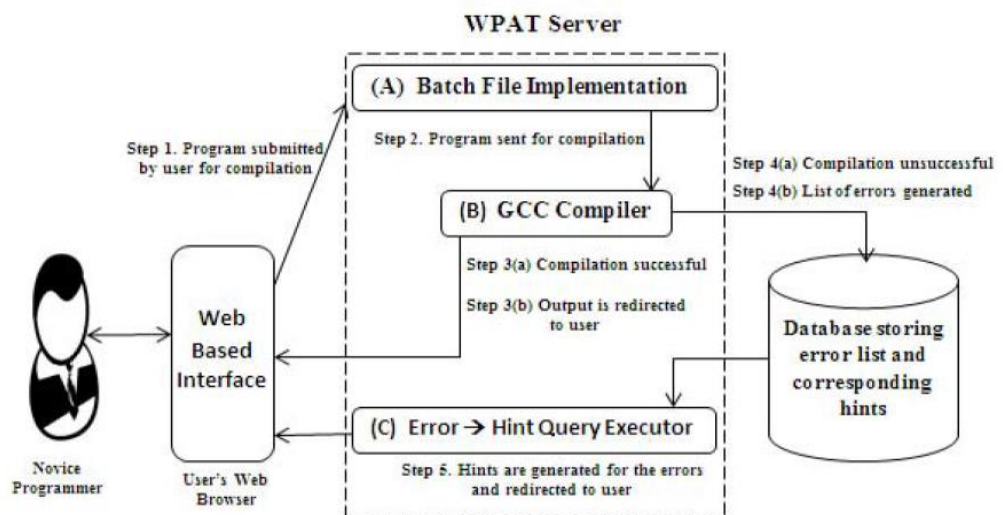 WPAT Server
(A) Batch File Implementation
Step 1. Program submitted
by user for compilation
Step 2. Program sent for compilation
Step 4(a) Compilation unsuccessful
Step 4(b) List of errors generated
(B) GCC Compiler
Step 3(a) Compilation successful
Step 3(b) Output is redirected
to user
Web
Based
Interface
Database storing
error list and
corresponding
hints
(C) Error → Hint Query Executor
Step 5. Hints are generated for the errors
and redirected to user
Novice
Programmer
User's Web
Browser